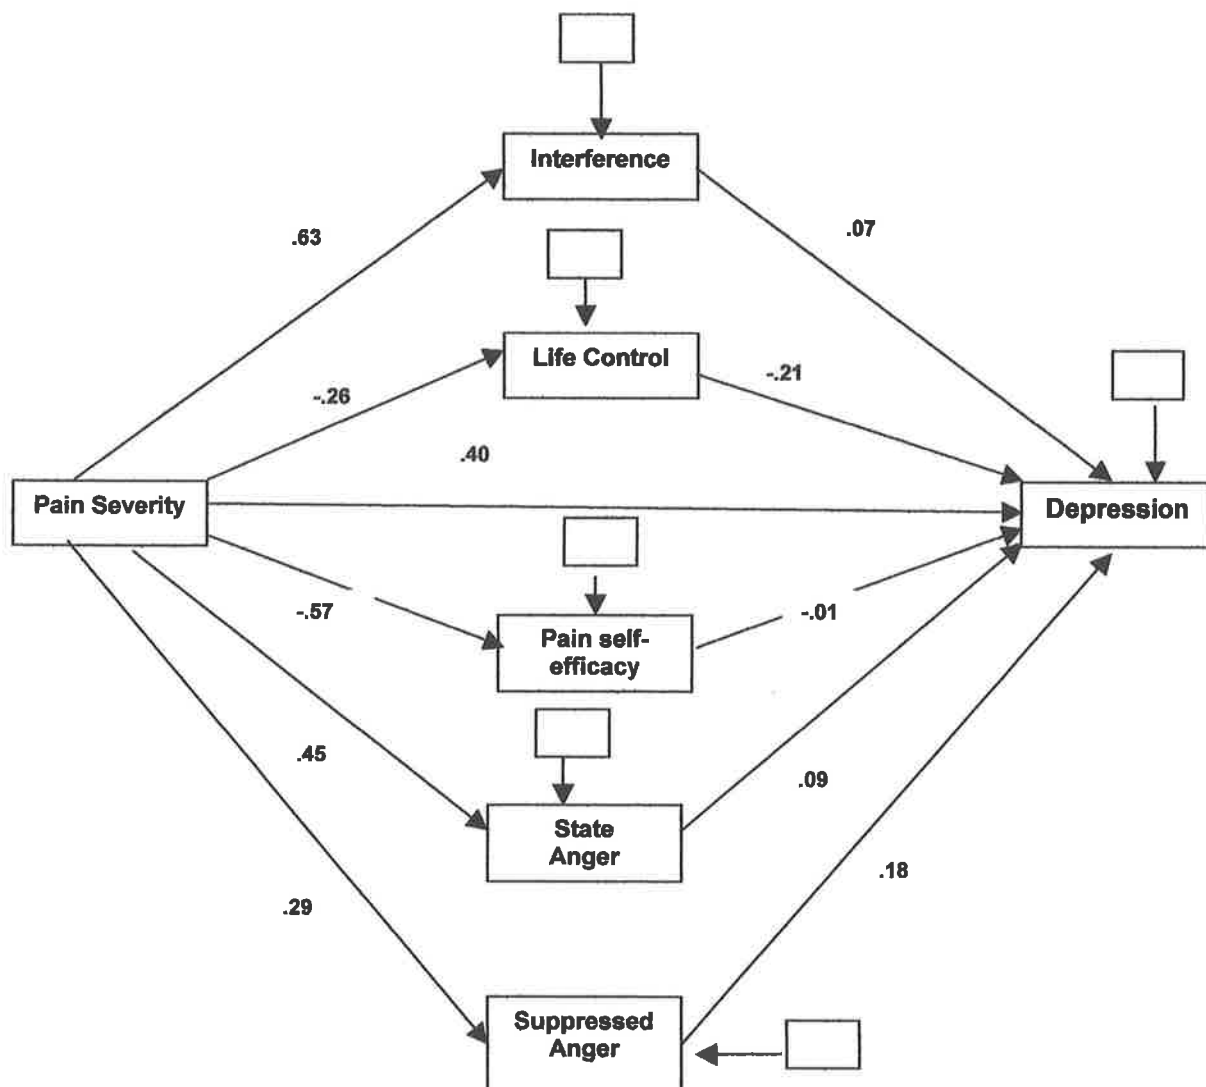 Interference
.63
.07
Life Control
-.26
-.21
.40
Pain Severity
Depression
-.57
Pain self-
efficacy
-.01
.45
.09
State
Anger
.29
.18
Suppressed
Anger